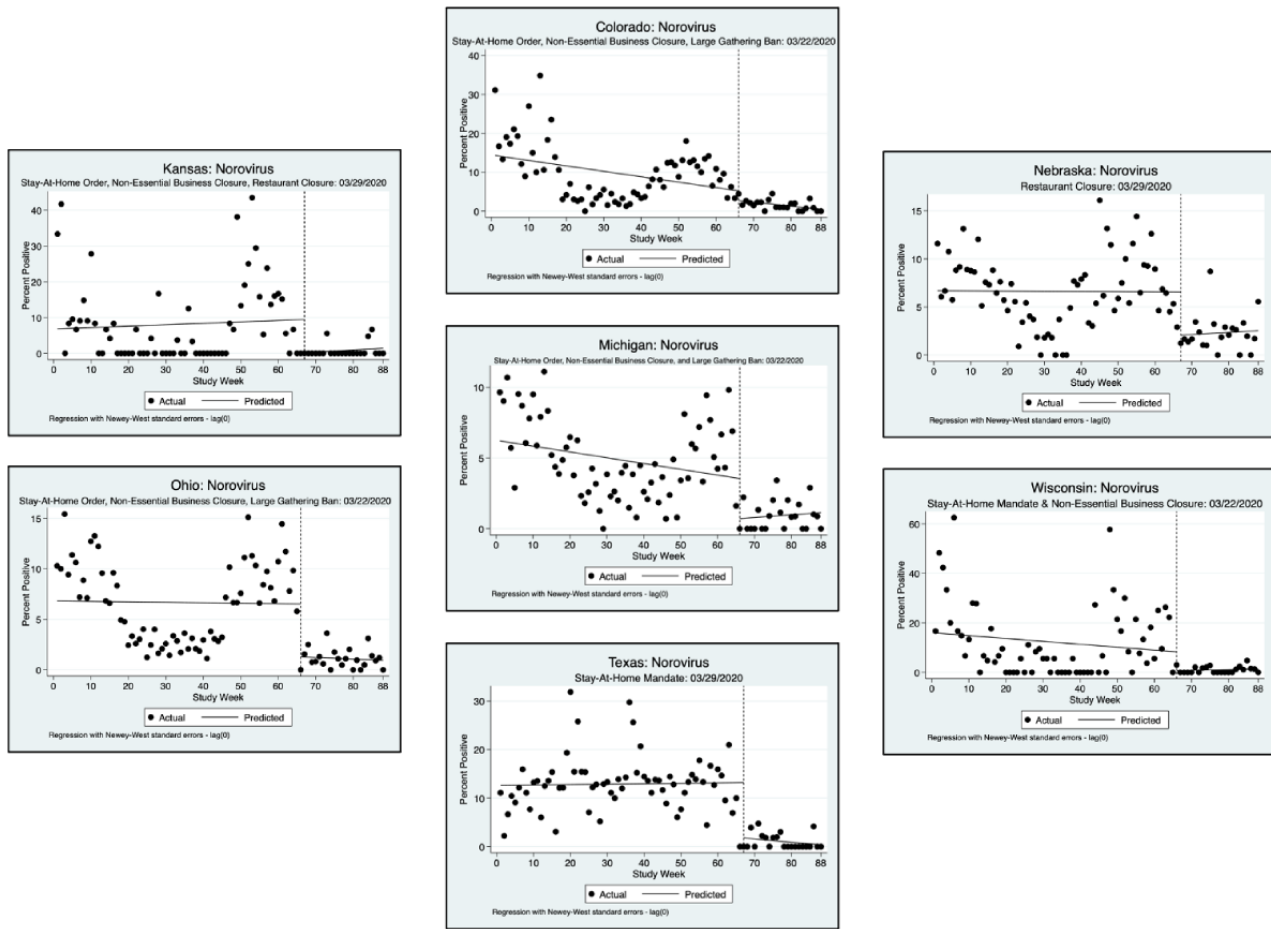 Colorado: Norovirus
Stay-At-Home Order, Non-Essential Business Closure, Large Gathering Ban: 03/22/2020
Percent Positive
40
30
20
10
0
0 10 20 30 40 50 60 70 80 88
Study Week
Actual Predicted
Regression with Newey-West standard errors - lag(0)
Kansas: Norovirus
Stay-At-Home Order, Non-Essential Business Closure, Restaurant Closure: 03/29/2020
Percent Positive
40
30
20
10
0
0 10 20 30 40 50 60 70 80 88
Study Week
Actual Predicted
Regression with Newey-West standard errors - lag(0)
Nebraska: Norovirus
Restaurant Closure: 03/29/2020
Percent Positive
15
10
5
0
0 10 20 30 40 50 60 70 80 88
Study Week
Actual Predicted
Regression with Newey-West standard errors - lag(0)
Michigan: Norovirus
Stay-At-Home Order, Non-Essential Business Closure, and Large Gathering Ban: 03/22/2020
Percent Positive
10
5
0
0 10 20 30 40 50 60 70 80 88
Study Week
Actual Predicted
Regression with Newey-West standard errors - lag(0)
Ohio: Norovirus
Stay-At-Home Order, Non-Essential Business Closure, Large Gathering Ban: 03/22/2020
Percent Positive
15
10
5
0
0 10 20 30 40 50 60 70 80 88
Study Week
Actual Predicted
Regression with Newey-West standard errors - lag(0)
Wisconsin: Norovirus
Stay-At-Home Mandate & Non-Essential Business Closure: 03/22/2020
Percent Positive
60
40
20
0
0 10 20 30 40 50 60 70 80 88
Study Week
Actual Predicted
Regression with Newey-West standard errors - lag(0)
Texas: Norovirus
Stay-At-Home Mandate: 03/29/2020
Percent Positive
30
20
10
0
0 10 20 30 40 50 60 70 80 88
Study Week
Actual Predicted
Regression with Newey-West standard errors - lag(0)